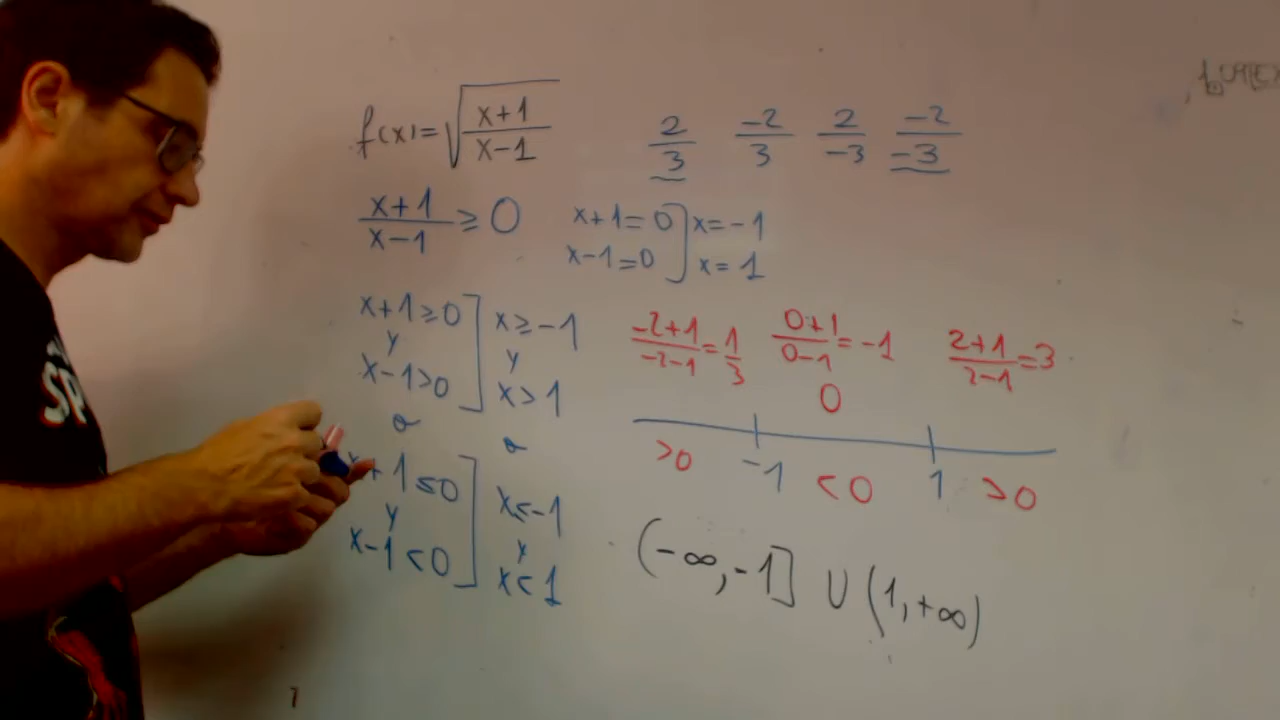 f(x)=√((x+1)/(x-1))
2/3 -2/3 2/-3 -2/-3
(x+1)/(x-1) ≥ 0
x+1=0 ] x=-1
x-1=0 ] x=1
x+1≥0 ] x≥-1
y y
x-1>0 ] x>1
o o
x+1≤0 ] x≤-1
y y
x-1<0 ] x<1
(-2+1)/(-2-1)=1/3 (0+1)/(0-1)=-1 (2+1)/(2-1)=3
0
>0 -1 <0 1 >0
(-∞,-1] U (1,+∞)
SP